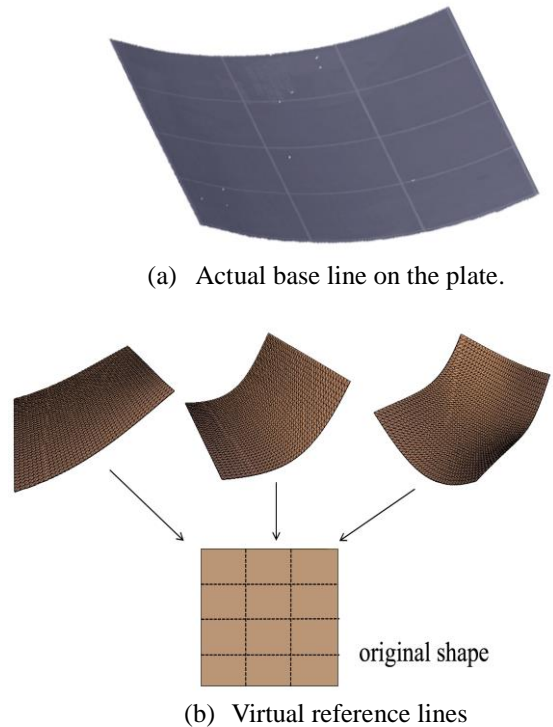 (a) Actual base line on the plate.
original shape
(b) Virtual reference lines